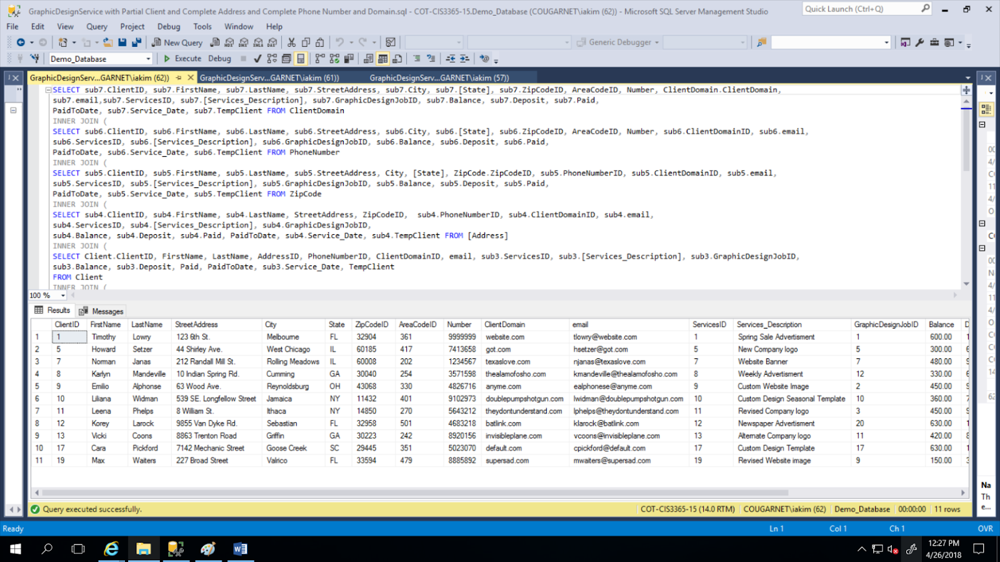 GraphicDesignService with Partial Client and Complete Address and Complete Phone Number and Domain.sql - COT-CIS3365-15.Demo_Database (COUGARNET\iakim (62)) - Microsoft SQL Server Management Studio
Quick Launch (Ctrl+Q)
File Edit View Query Project Debug Tools Window Help
New Query
Generic Debugger
Demo_Database
Execute Debug
GraphicDesignServ...GARNET\iakim (62)) GraphicDesignServ...GARNET\iakim (61)) GraphicDesignServ...GARNET\iakim (57))
SELECT sub7.ClientID, sub7.FirstName, sub7.LastName, sub7.StreetAddress, sub7.City, sub7.[State], sub7.ZipCodeID, AreaCodeID, Number, ClientDomain.ClientDomain,
sub7.email,sub7.ServicesID, sub7.[Services_Description], sub7.GraphicDesignJobID, sub7.Balance, sub7.Deposit, sub7.Paid,
PaidToDate, sub7.Service_Date, sub7.TempClient FROM ClientDomain
INNER JOIN (
SELECT sub6.ClientID, sub6.FirstName, sub6.LastName, sub6.StreetAddress, sub6.City, sub6.[State], sub6.ZipCodeID, AreaCodeID, Number, sub6.ClientDomainID, sub6.email,
sub6.ServicesID, sub6.[Services_Description], sub6.GraphicDesignJobID, sub6.Balance, sub6.Deposit, sub6.Paid,
PaidToDate, sub6.Service_Date, sub6.TempClient FROM PhoneNumber
INNER JOIN (
SELECT sub5.ClientID, sub5.FirstName, sub5.LastName, sub5.StreetAddress, City, [State], ZipCode.ZipCodeID, sub5.PhoneNumberID, sub5.ClientDomainID, sub5.email,
sub5.ServicesID, sub5.[Services_Description], sub5.GraphicDesignJobID, sub5.Balance, sub5.Deposit, sub5.Paid,
PaidToDate, sub5.Service_Date, sub5.TempClient FROM ZipCode
INNER JOIN (
SELECT sub4.ClientID, sub4.FirstName, sub4.LastName, StreetAddress, ZipCodeID, sub4.PhoneNumberID, sub4.ClientDomainID, sub4.email,
sub4.ServicesID, sub4.[Services_Description], sub4.GraphicDesignJobID,
sub4.Balance, sub4.Deposit, sub4.Paid, PaidToDate, sub4.Service_Date, sub4.TempClient FROM [Address]
INNER JOIN (
SELECT Client.ClientID, FirstName, LastName, AddressID, PhoneNumberID, ClientDomainID, email, sub3.ServicesID, sub3.[Services_Description], sub3.GraphicDesignJobID,
sub3.Balance, sub3.Deposit, Paid, PaidToDate, sub3.Service_Date, TempClient
FROM Client
INNER JOIN (
100 %
Results Messages
ClientID FirstName LastName StreetAddress City State ZipCodeID AreaCodeID Number ClientDomain email ServicesID Services_Description GraphicDesignJobID Balance D
1 1 Timothy Lowry 123 6th St. Melbourne FL 32904 361 9999999 website.com tlowry@website.com 1 Spring Sale Advertisment 1 600.00
2 5 Howard Setzer 44 Shirley Ave. West Chicago IL 60185 417 7413658 got.com hsetzer@got.com 5 New Company logo 5 300.00
3 7 Norman Janas 212 Randall Mill St. Rolling Meadows IL 60008 202 1234567 texaslove.com njanas@texaslove.com 7 Website Banner 7 480.00
4 8 Karlyn Mandeville 10 Indian Spring Rd. Cumming GA 30040 254 3571598 thealamofosho.com kmandeville@thealamofosho.com 8 Weekly Advertisment 12 330.00
5 9 Emilio Alphonse 63 Wood Ave. Reynoldsburg OH 43068 330 4826716 anyme.com ealphonese@anyme.com 9 Custom Website Image 2 450.00
6 10 Liliana Widman 539 SE. Longfellow Street Jamaica NY 11432 401 9102973 doublepumpshotgun.com lwidman@doublepumpshotgun.com 10 Custom Design Seasonal Template 10 360.00
7 11 Leena Phelps 8 William St. Ithaca NY 14850 270 5643212 theydontunderstand.com lphelps@theydontunderstand.com 11 Revised Company logo 3 450.00
8 12 Korey Larock 9855 Van Dyke Rd. Sebastian FL 32958 501 4683218 batlink.com klarock@batlink.com 12 Newspaper Advertisment 20 630.00
9 13 Vicki Coons 8863 Trenton Road Griffin GA 30223 242 8920156 invisibleplane.com vcoons@invisibleplane.com 13 Alternate Company logo 11 420.00
10 17 Cara Pickford 7142 Mechanic Street Goose Creek SC 29445 351 5023070 default.com cpickford@default.com 17 Custom Design Template 17 630.00
11 19 Max Waiters 227 Broad Street Valrico FL 33594 479 8885892 supersad.com mwaiters@supersad.com 19 Revised Website image 9 150.00
Na
Th
e...
Query executed successfully. COT-CIS3365-15 (14.0 RTM) COUGARNET\iakim (62) Demo_Database 00:00:00 11 rows
Ready Ln 1 Col 1 Ch 1 OVR
12:27 PM
4/26/2018